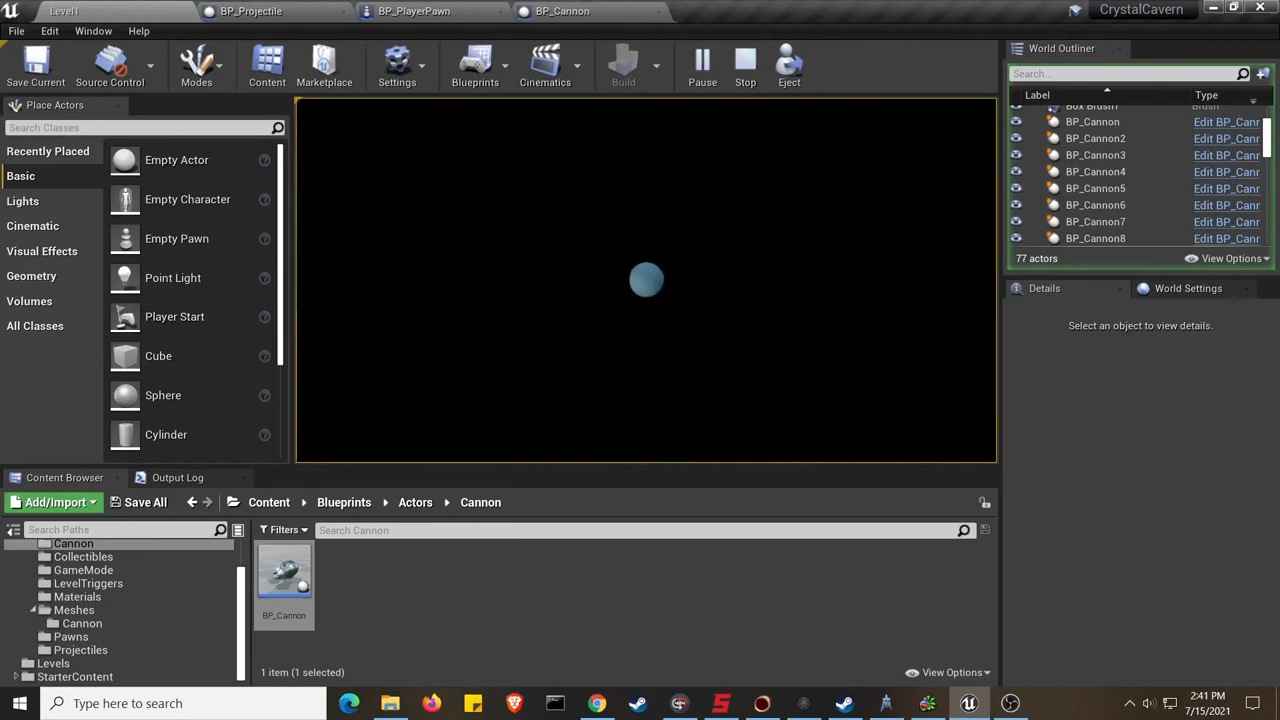 Level1
BP_Projectile
BP_PlayerPawn
BP_Cannon
CrystalCavern
File Edit Window Help
Save Current
Source Control
Modes
Content
Marketplace
Settings
Blueprints
Cinematics
Build
Pause
Stop
Eject
Place Actors
Search Classes
Recently Placed
Basic
Lights
Cinematic
Visual Effects
Geometry
Volumes
All Classes
Empty Actor
Empty Character
Empty Pawn
Point Light
Player Start
Cube
Sphere
Cylinder
World Outliner
Search...
Label Type
Box Brush7 Brush
BP_Cannon Edit BP_Canr
BP_Cannon2 Edit BP_Canr
BP_Cannon3 Edit BP_Canr
BP_Cannon4 Edit BP_Canr
BP_Cannon5 Edit BP_Canr
BP_Cannon6 Edit BP_Canr
BP_Cannon7 Edit BP_Canr
BP_Cannon8 Edit BP_Canr
77 actors View Options
Details
World Settings
Select an object to view details.
Content Browser
Output Log
Add/Import
Save All
Content Blueprints Actors Cannon
Search Paths
Filters
Search Cannon
Cannon
Collectibles
GameMode
LevelTriggers
Materials
Meshes
Cannon
Pawns
Projectiles
Levels
StarterContent
BP_Cannon
1 item (1 selected)
View Options
Type here to search
2:41 PM
7/15/2021